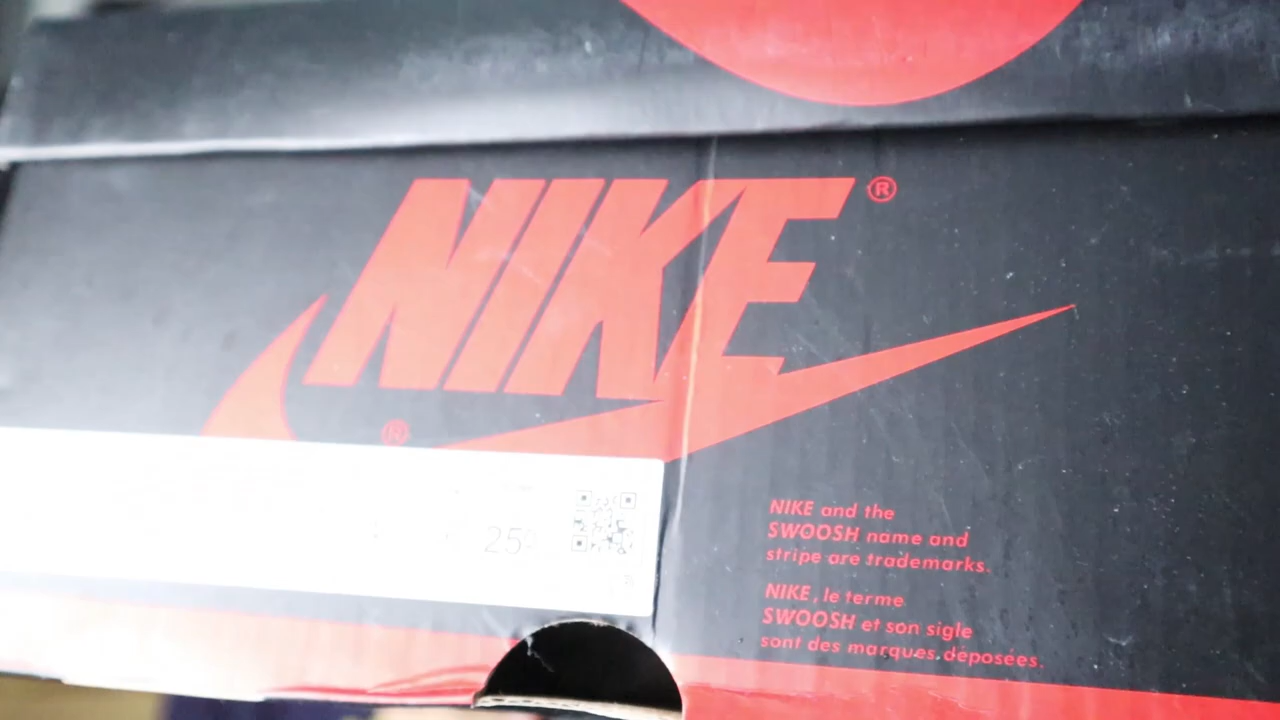 NIKE®
®
NIKE and the
SWOOSH name and
stripe are trademarks.
NIKE, le terme
SWOOSH et son sigle
sont des marques déposées.